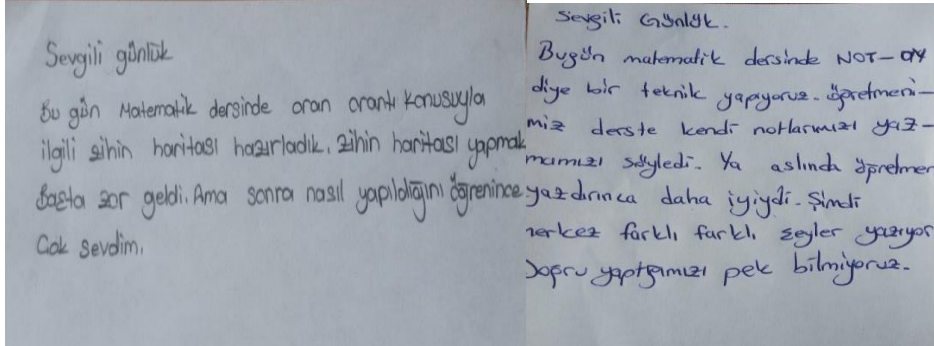 Sevgili günlük
Bu gün Matematik dersinde oran orantı konusuyla
ilgili zihin haritası hazırladık. Zihin haritası yapmak
Başta zor geldi. Ama sonra nasıl yapıldığını öğrenince
Çok sevdim.
Sevgili Günlük.
Bugün matematik dersinde NOT-AY
diye bir teknik yapıyoruz. öğretmeni-
miz derste kendi notlarımızı yaz-
mamızı söyledi. Ya aslında öğretmen
yazdırınca daha iyiydi. Şimdi
herkez farklı farklı şeyler yazıyor
Doğru yaptığımızı pek bilmiyoruz.